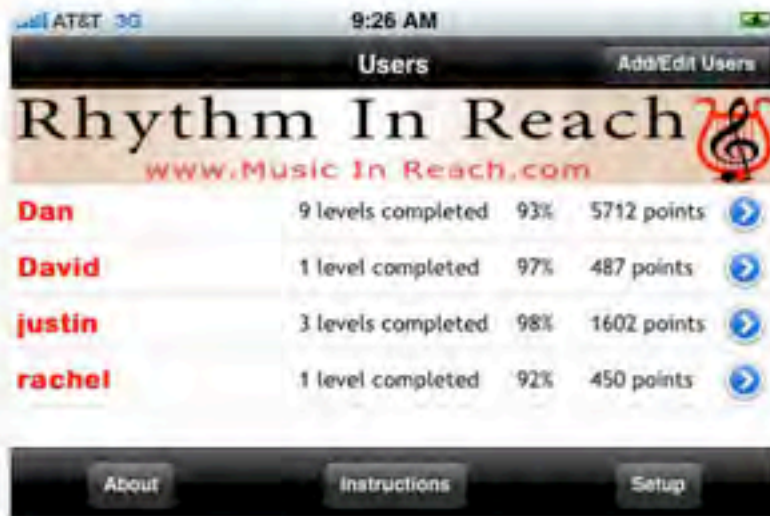 AT&T 3G 9:26 AM
Users Add/Edit Users
Rhythm In Reach
www.Music In Reach.com
Dan 9 levels completed 93% 5712 points
David 1 level completed 97% 487 points
justin 3 levels completed 98% 1602 points
rachel 1 level completed 92% 450 points
About Instructions Setup